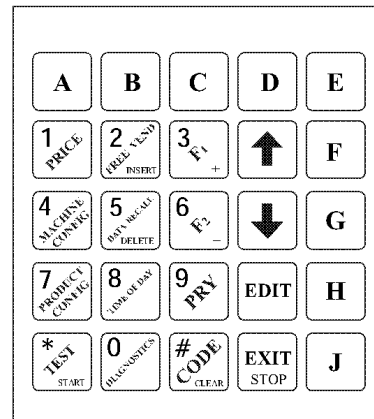 A B C D E
1 PRICE
2 FREE VEND INSERT
3 F1 +
F
4 MACHINE CONFIG
5 DATA RECALL DELETE
6 F2 −
G
7 PRODUCT CONFIG
8 TIME OF DAY
9 PRY
EDIT
H
* TEST START
0 DIAGNOSTICS
# CODE CLEAR
EXIT STOP
J